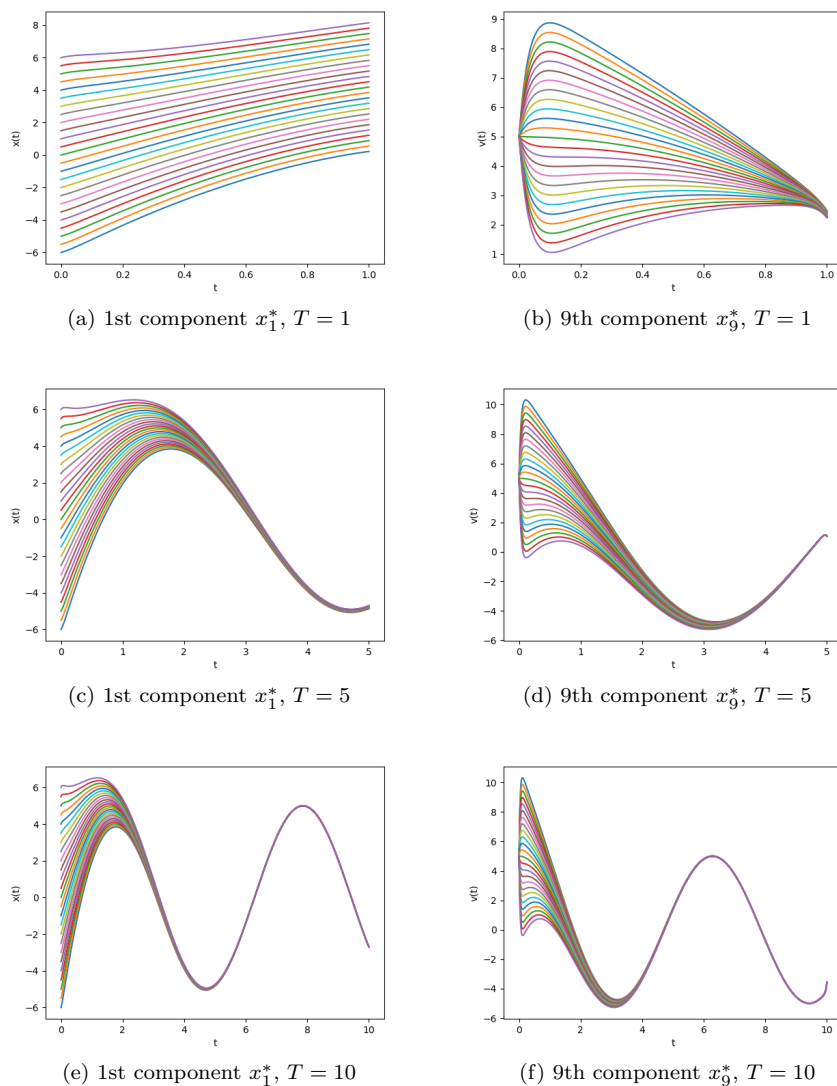 8
6
4
2
0
−2
−4
−6
x(t)
0.0 0.2 0.4 0.6 0.8 1.0
t
(a) 1st component x₁*, T = 1
9
8
7
6
5
4
3
2
1
v(t)
0.0 0.2 0.4 0.6 0.8 1.0
t
(b) 9th component x₉*, T = 1
6
4
2
0
−2
−4
−6
x(t)
0 1 2 3 4 5
t
(c) 1st component x₁*, T = 5
10
8
6
4
2
0
−2
−4
−6
v(t)
0 1 2 3 4 5
t
(d) 9th component x₉*, T = 5
6
4
2
0
−2
−4
−6
x(t)
0 2 4 6 8 10
t
(e) 1st component x₁*, T = 10
10
8
6
4
2
0
−2
−4
−6
v(t)
0 2 4 6 8 10
t
(f) 9th component x₉*, T = 10